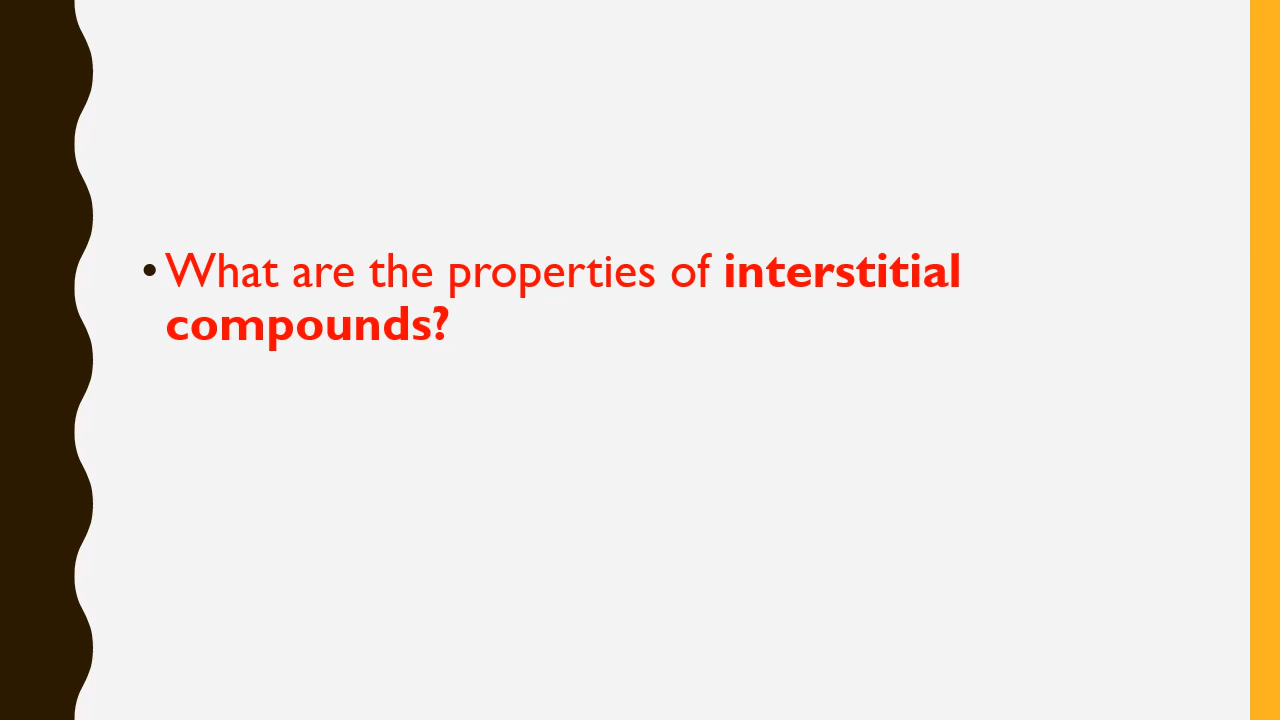 • What are the properties of interstitial
compounds?